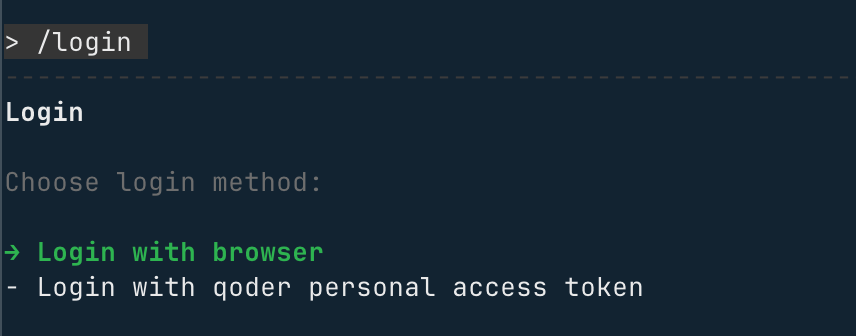 > /login
--------------------------------------------------------------------
Login
Choose login method:
→ Login with browser
- Login with qoder personal access token